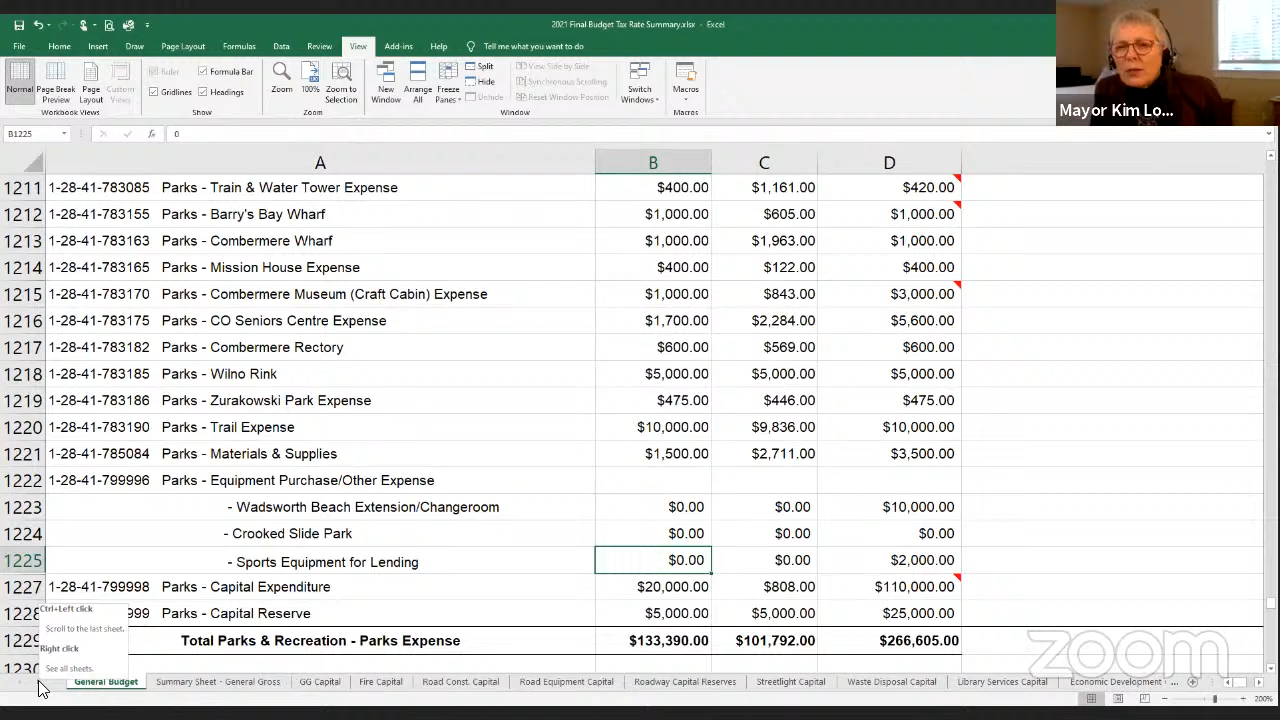 2021 Final Budget Tax Rate Summary.xlsx - Excel
File Home Insert Draw Page Layout Formulas Data Review View Add-ins Help Tell me what you want to do
Normal Page Break Preview Page Layout Custom Views Ruler Formula Bar Gridlines Headings Zoom 100% Zoom to Selection New Window Arrange All Freeze Panes Split Hide Unhide View Side by Side Synchronous Scrolling Reset Window Position Switch Windows Macros
Workbook Views Show Zoom Window Macros
Mayor Kim Lo...
B1225 fx 0
A B C D
1211 1-28-41-783085 Parks - Train & Water Tower Expense $400.00 $1,161.00 $420.00
1212 1-28-41-783155 Parks - Barry's Bay Wharf $1,000.00 $605.00 $1,000.00
1213 1-28-41-783163 Parks - Combermere Wharf $1,000.00 $1,963.00 $1,000.00
1214 1-28-41-783165 Parks - Mission House Expense $400.00 $122.00 $400.00
1215 1-28-41-783170 Parks - Combermere Museum (Craft Cabin) Expense $1,000.00 $843.00 $3,000.00
1216 1-28-41-783175 Parks - CO Seniors Centre Expense $1,700.00 $2,284.00 $5,600.00
1217 1-28-41-783182 Parks - Combermere Rectory $600.00 $569.00 $600.00
1218 1-28-41-783185 Parks - Wilno Rink $5,000.00 $5,000.00 $5,000.00
1219 1-28-41-783186 Parks - Zurakowski Park Expense $475.00 $446.00 $475.00
1220 1-28-41-783190 Parks - Trail Expense $10,000.00 $9,836.00 $10,000.00
1221 1-28-41-785084 Parks - Materials & Supplies $1,500.00 $2,711.00 $3,500.00
1222 1-28-41-799996 Parks - Equipment Purchase/Other Expense
1223 - Wadsworth Beach Extension/Changeroom $0.00 $0.00 $10,000.00
1224 - Crooked Slide Park $0.00 $0.00 $0.00
1225 - Sports Equipment for Lending $0.00 $0.00 $2,000.00
1227 1-28-41-799998 Parks - Capital Expenditure $20,000.00 $808.00 $110,000.00
1228 999 Parks - Capital Reserve $5,000.00 $5,000.00 $25,000.00
1229 Total Parks & Recreation - Parks Expense $133,390.00 $101,792.00 $266,605.00
1230
Ctrl+Left click
Scroll to the last sheet.
Right click
See all sheets.
zoom
General Budget Summary Sheet - General Gross GG Capital Fire Capital Road Const. Capital Road Equipment Capital Roadway Capital Reserves Streetlight Capital Waste Disposal Capital Library Services Capital Economic Development ...
200%